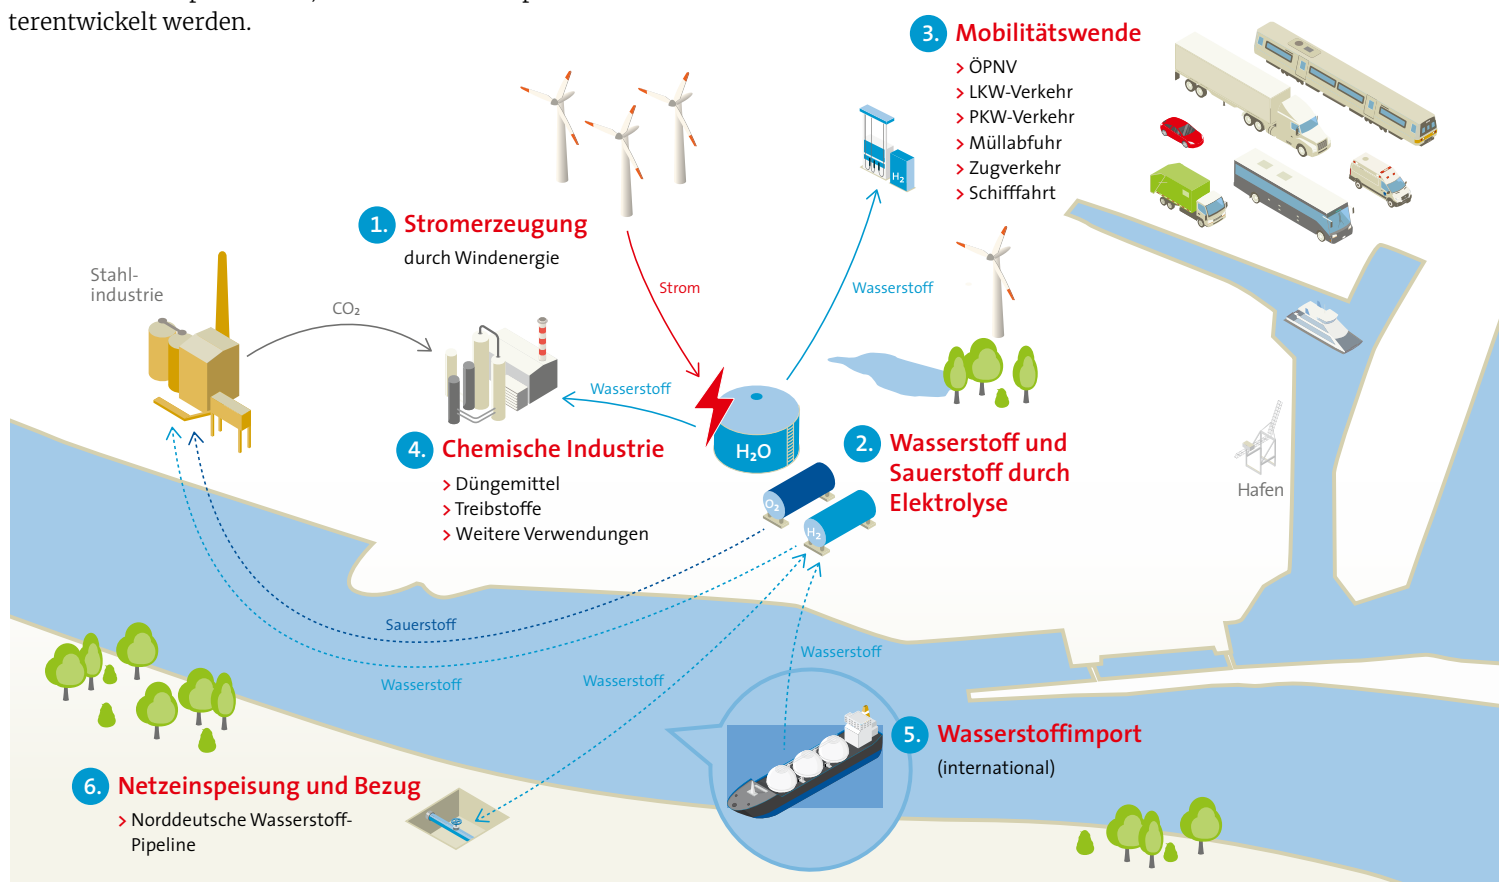 terentwickelt werden.
3. Mobilitätswende
> ÖPNV
> LKW-Verkehr
> PKW-Verkehr
> Müllabfuhr
> Zugverkehr
> Schifffahrt
H₂
1. Stromerzeugung
durch Windenergie
Stahl-
industrie
CO₂
Strom
Wasserstoff
Wasserstoff
H₂O
4. Chemische Industrie
> Düngemittel
> Treibstoffe
> Weitere Verwendungen
2. Wasserstoff und
Sauerstoff durch
Elektrolyse
O₂
H₂
Hafen
Sauerstoff
Wasserstoff
Wasserstoff
Wasserstoff
5. Wasserstoffimport
(international)
6. Netzeinspeisung und Bezug
> Norddeutsche Wasserstoff-
Pipeline